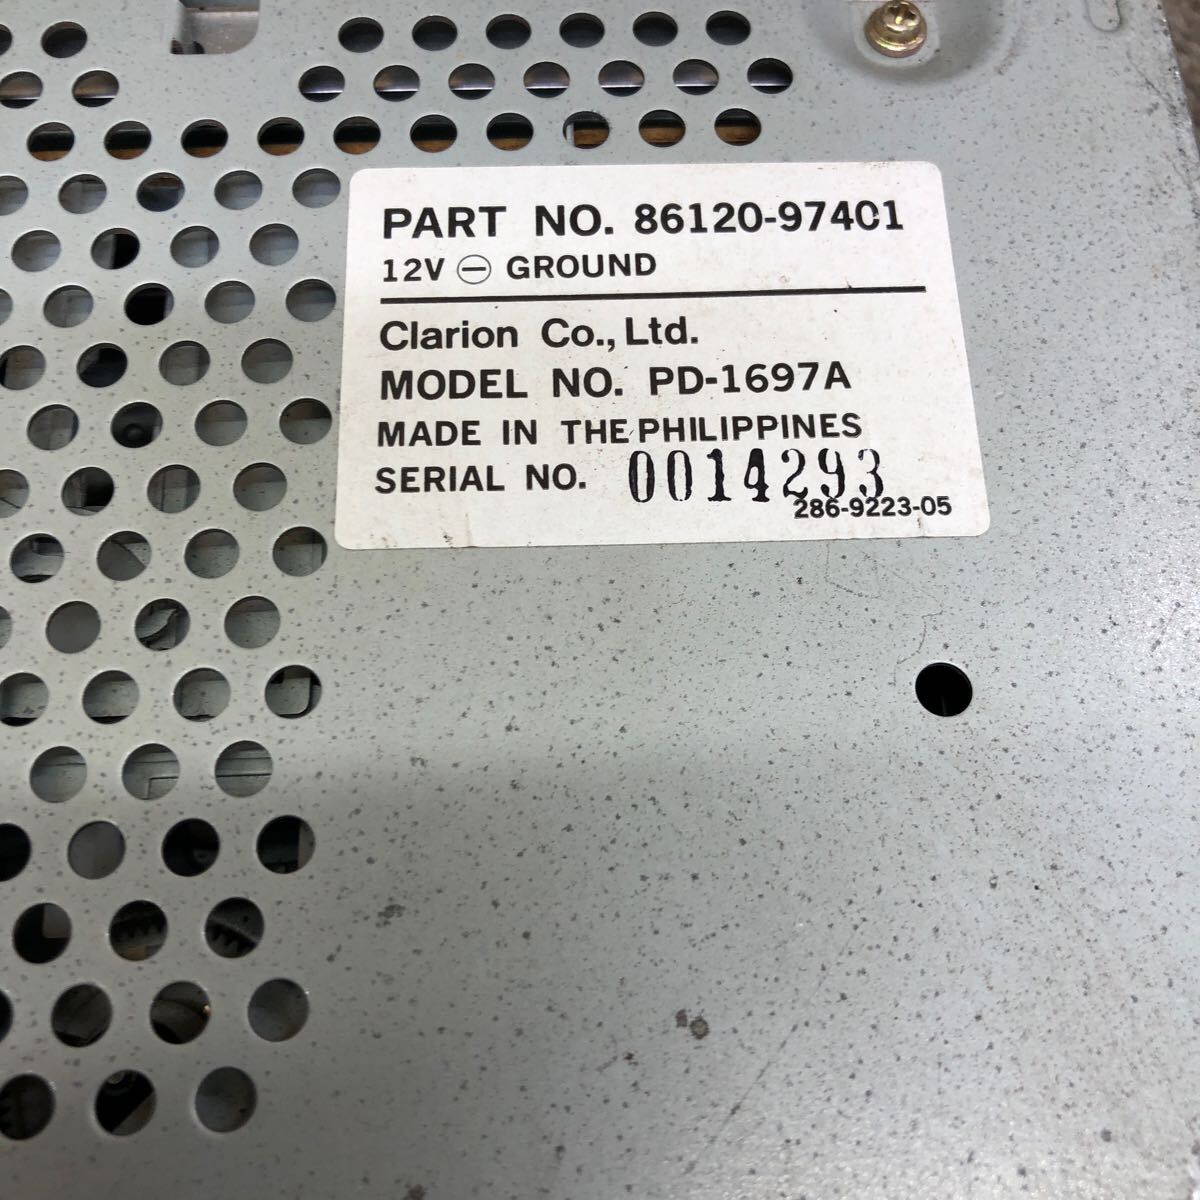 PART NO. 86120-97401
12V ⊖ GROUND
Clarion Co., Ltd.
MODEL NO. PD-1697A
MADE IN THE PHILIPPINES
SERIAL NO. 0014293
286-9223-05